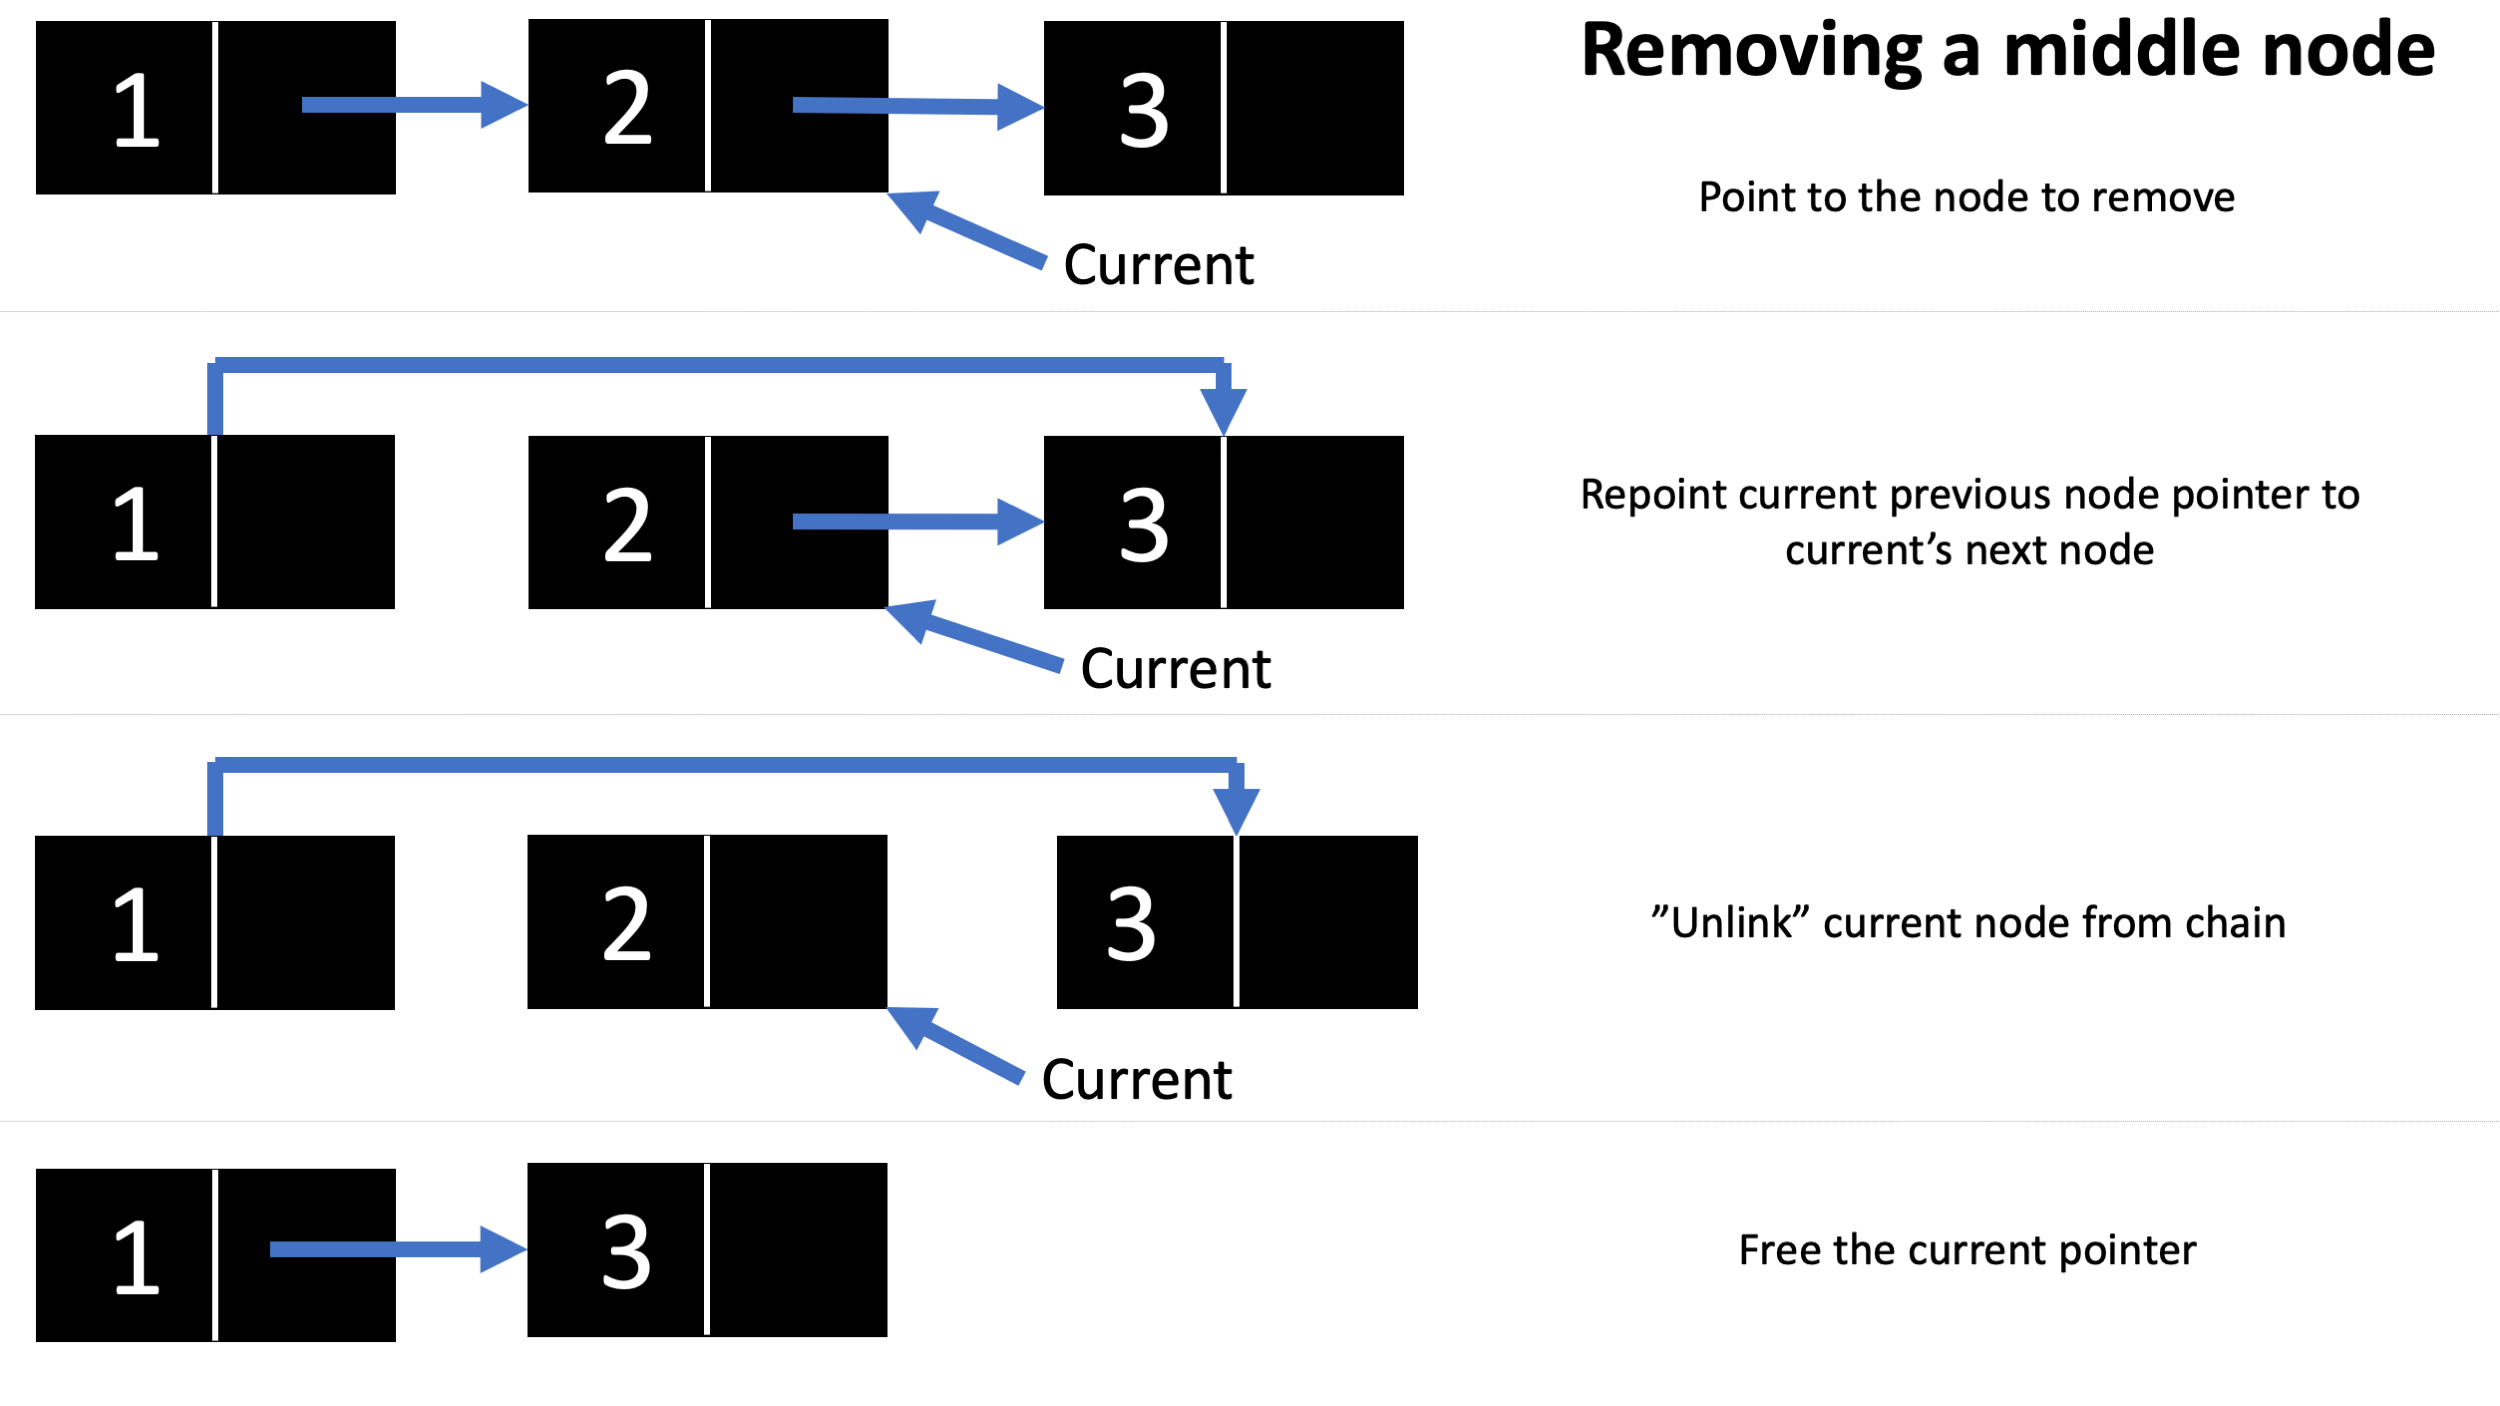 Removing a middle node
1 2 3
Point to the node to remove
Current
1 2 3
Repoint current previous node pointer to
current’s next node
Current
1 2 3
”Unlink” current node from chain
Current
1 3
Free the current pointer